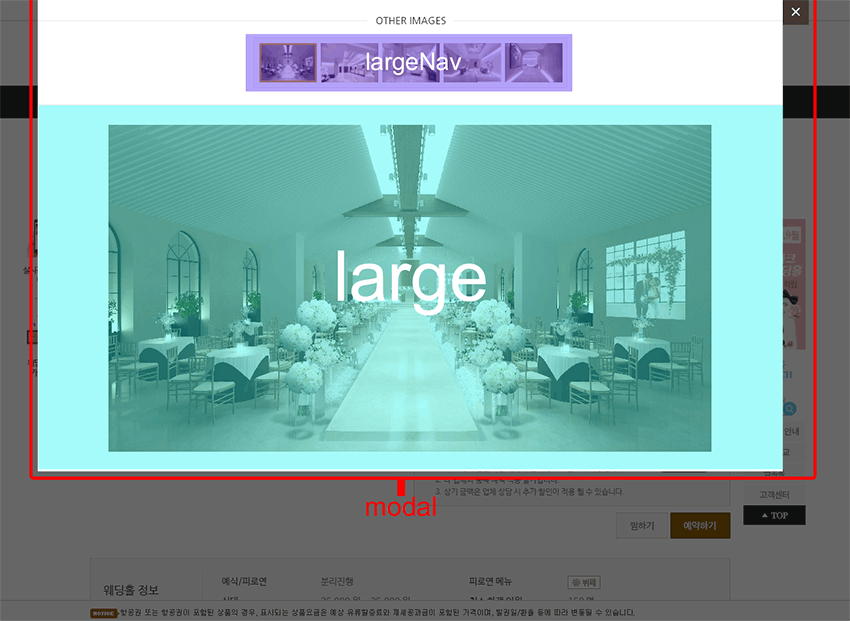 OTHER IMAGES
largeNav
large
modal
9월
안내
고객센터
TOP
3. 상기 금액은 업체 상담 시 추가 할인이 적용 될 수 있습니다.
찜하기
예약하기
웨딩홀 정보
예식/피로연
분리진행
피로연 메뉴
뷔페
NOTICE
항공권 또는 항공권이 포함된 상품의 경우, 표시되는 상품요금은 예상 유류할증료와 제세공과금이 포함된 가격이며, 발권일/환율 등에 따라 변동될 수 있습니다.